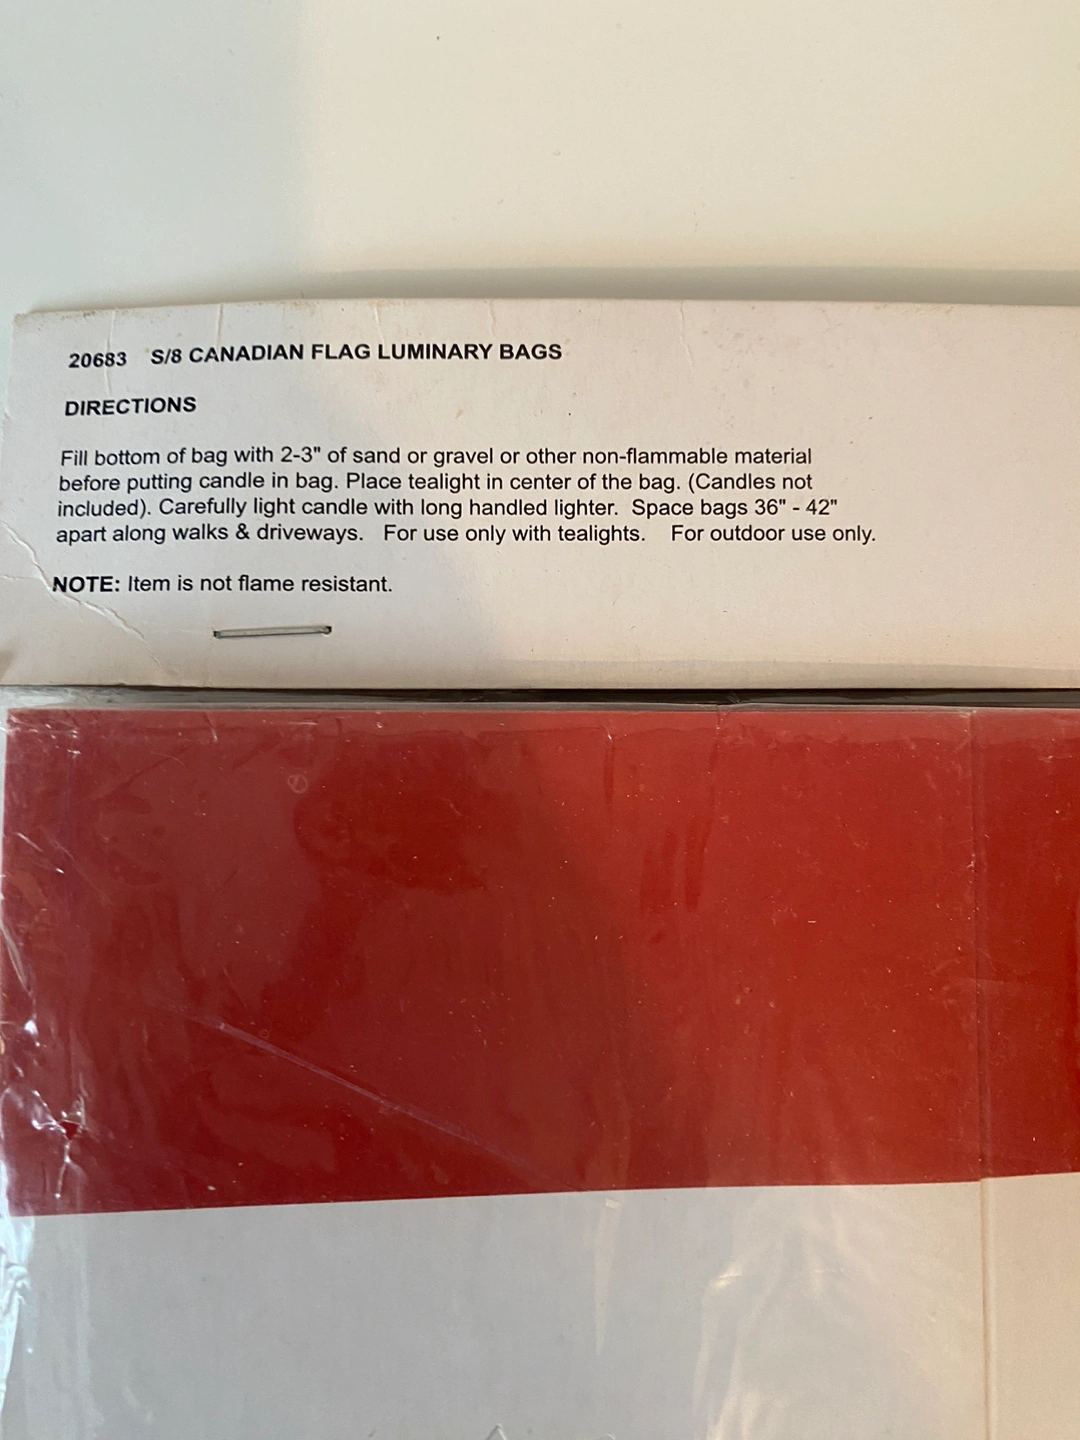 20683 S/8 CANADIAN FLAG LUMINARY BAGS
DIRECTIONS
Fill bottom of bag with 2-3" of sand or gravel or other non-flammable material
before putting candle in bag. Place tealight in center of the bag. (Candles not
included). Carefully light candle with long handled lighter. Space bags 36" - 42"
apart along walks & driveways. For use only with tealights. For outdoor use only.
NOTE: Item is not flame resistant.